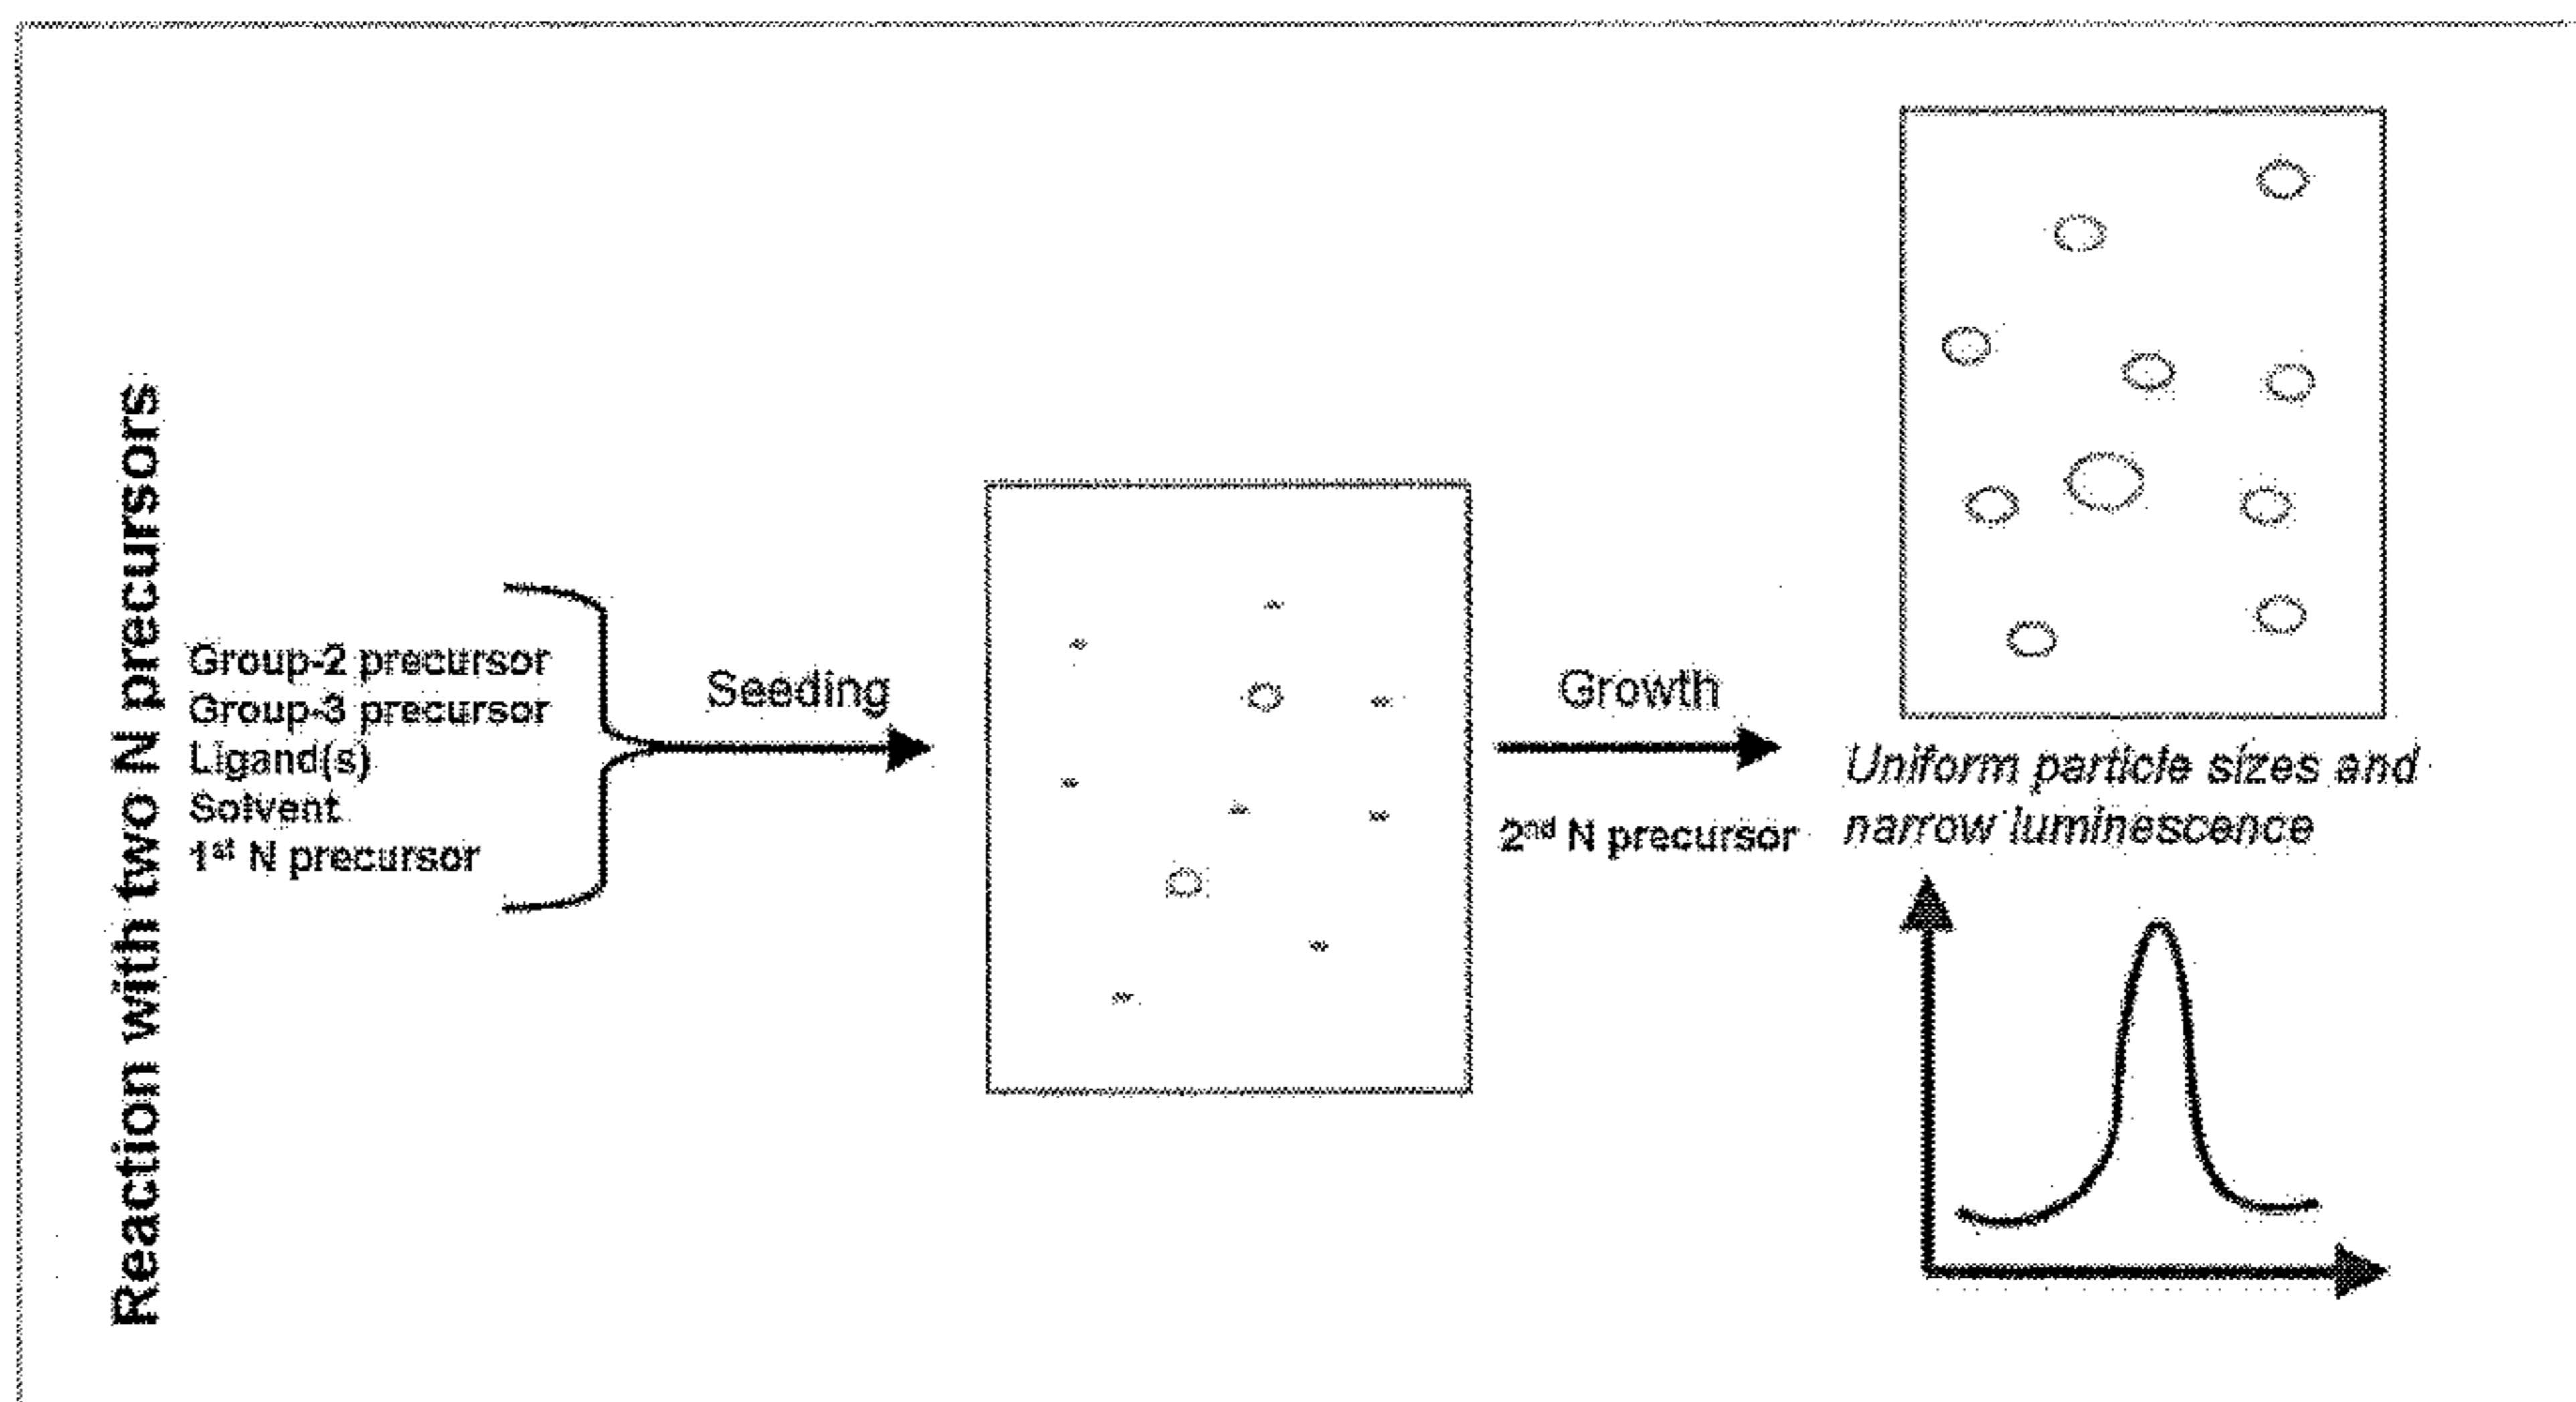 Reaction with two N precursors
Group-2 precursor
Group-3 precursor
Ligand(s)
Solvent
1st N precursor
Seeding
Growth
2nd N precursor
Uniform particle sizes and
narrow luminescence